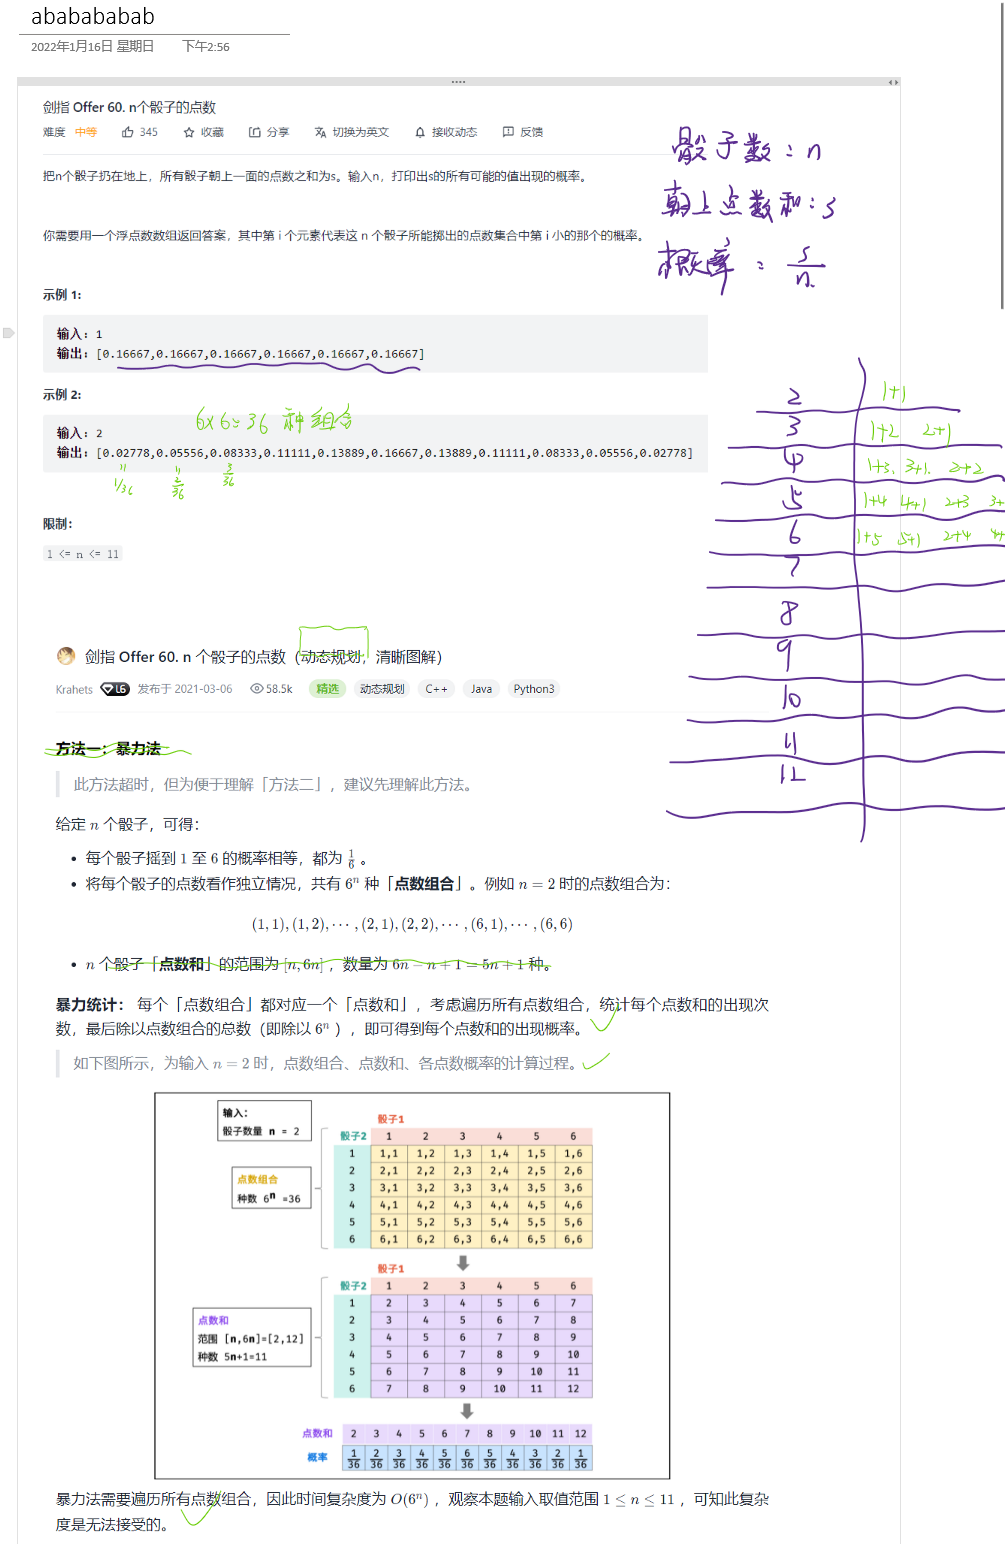 abababab​ab
2022年1月16日 星期日 下午2:56
剑指 Offer 60. n个骰子的点数
难度 中等 345 收藏 分享 切换为英文 接收动态 反馈
骰子数：n
把n个骰子扔在地上，所有骰子朝上一面的点数之和为s。输入n，打印出s的所有可能的值出现的概率。
朝上点数和：s
你需要用一个浮点数数组返回答案，其中第 i 个元素代表这 n 个骰子所能掷出的点数集合中第 i 小的那个的概率。
概率：s/n
示例 1:
输入: 1
输出: [0.16667,0.16667,0.16667,0.16667,0.16667,0.16667]
示例 2:
6x6=36 种组合
输入: 2
输出: [0.02778,0.05556,0.08333,0.11111,0.13889,0.16667,0.13889,0.11111,0.08333,0.05556,0.02778]
" 1/36 " 2/36 3/36
限制：
1 <= n <= 11
2 1+1
3 1+2 2+1
4 1+3. 3+1. 2+2
5 1+4 4+1 2+3 3+
6 1+5 5+1 2+4 4+
7
8
9
10
11
12
剑指 Offer 60. n 个骰子的点数（动态规划，清晰图解）
Krahets L6 发布于 2021-03-06 58.5k 精选 动态规划 C++ Java Python3
方法一：暴力法
此方法超时，但为便于理解「方法二」，建议先理解此方法。
给定 n 个骰子，可得：
• 每个骰子摇到 1 至 6 的概率相等，都为 1/6 。
• 将每个骰子的点数看作独立情况，共有 6ⁿ 种「点数组合」。例如 n = 2 时的点数组合为：
(1,1),(1,2),⋯,(2,1),(2,2),⋯,(6,1),⋯,(6,6)
• n 个骰子「点数和」的范围为 [n,6n] ，数量为 6n − n + 1 = 5n + 1 种。
暴力统计： 每个「点数组合」都对应一个「点数和」，考虑遍历所有点数组合，统计每个点数和的出现次
数，最后除以点数组合的总数（即除以 6ⁿ ），即可得到每个点数和的出现概率。
如下图所示，为输入 n = 2 时，点数组合、点数和、各点数概率的计算过程。
输入：
骰子数量 n = 2
骰子1
骰子2 1 2 3 4 5 6
1 1,1 1,2 1,3 1,4 1,5 1,6
2 2,1 2,2 2,3 2,4 2,5 2,6
点数组合
3 3,1 3,2 3,3 3,4 3,5 3,6
种数 6ⁿ =36
4 4,1 4,2 4,3 4,4 4,5 4,6
5 5,1 5,2 5,3 5,4 5,5 5,6
6 6,1 6,2 6,3 6,4 6,5 6,6
骰子1
骰子2 1 2 3 4 5 6
1 2 3 4 5 6 7
点数和
2 3 4 5 6 7 8
范围 [n,6n]=[2,12]
3 4 5 6 7 8 9
种数 5n+1=11
4 5 6 7 8 9 10
5 6 7 8 9 10 11
6 7 8 9 10 11 12
点数和 2 3 4 5 6 7 8 9 10 11 12
概率 1/36 2/36 3/36 4/36 5/36 6/36 5/36 4/36 3/36 2/36 1/36
暴力法需要遍历所有点数组合，因此时间复杂度为 O(6ⁿ) ，观察本题输入取值范围 1 ≤ n ≤ 11 ，可知此复杂
度是无法接受的。